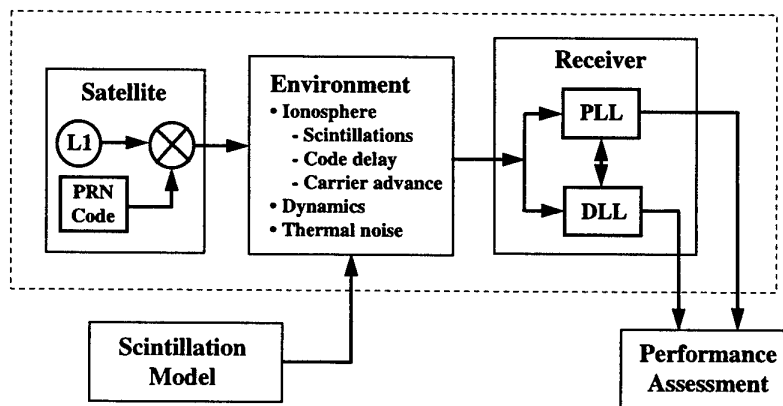 Satellite
L1
PRN
Code
Environment
• Ionosphere
- Scintillations
- Code delay
- Carrier advance
• Dynamics
• Thermal noise
Receiver
PLL
DLL
Scintillation
Model
Performance
Assessment